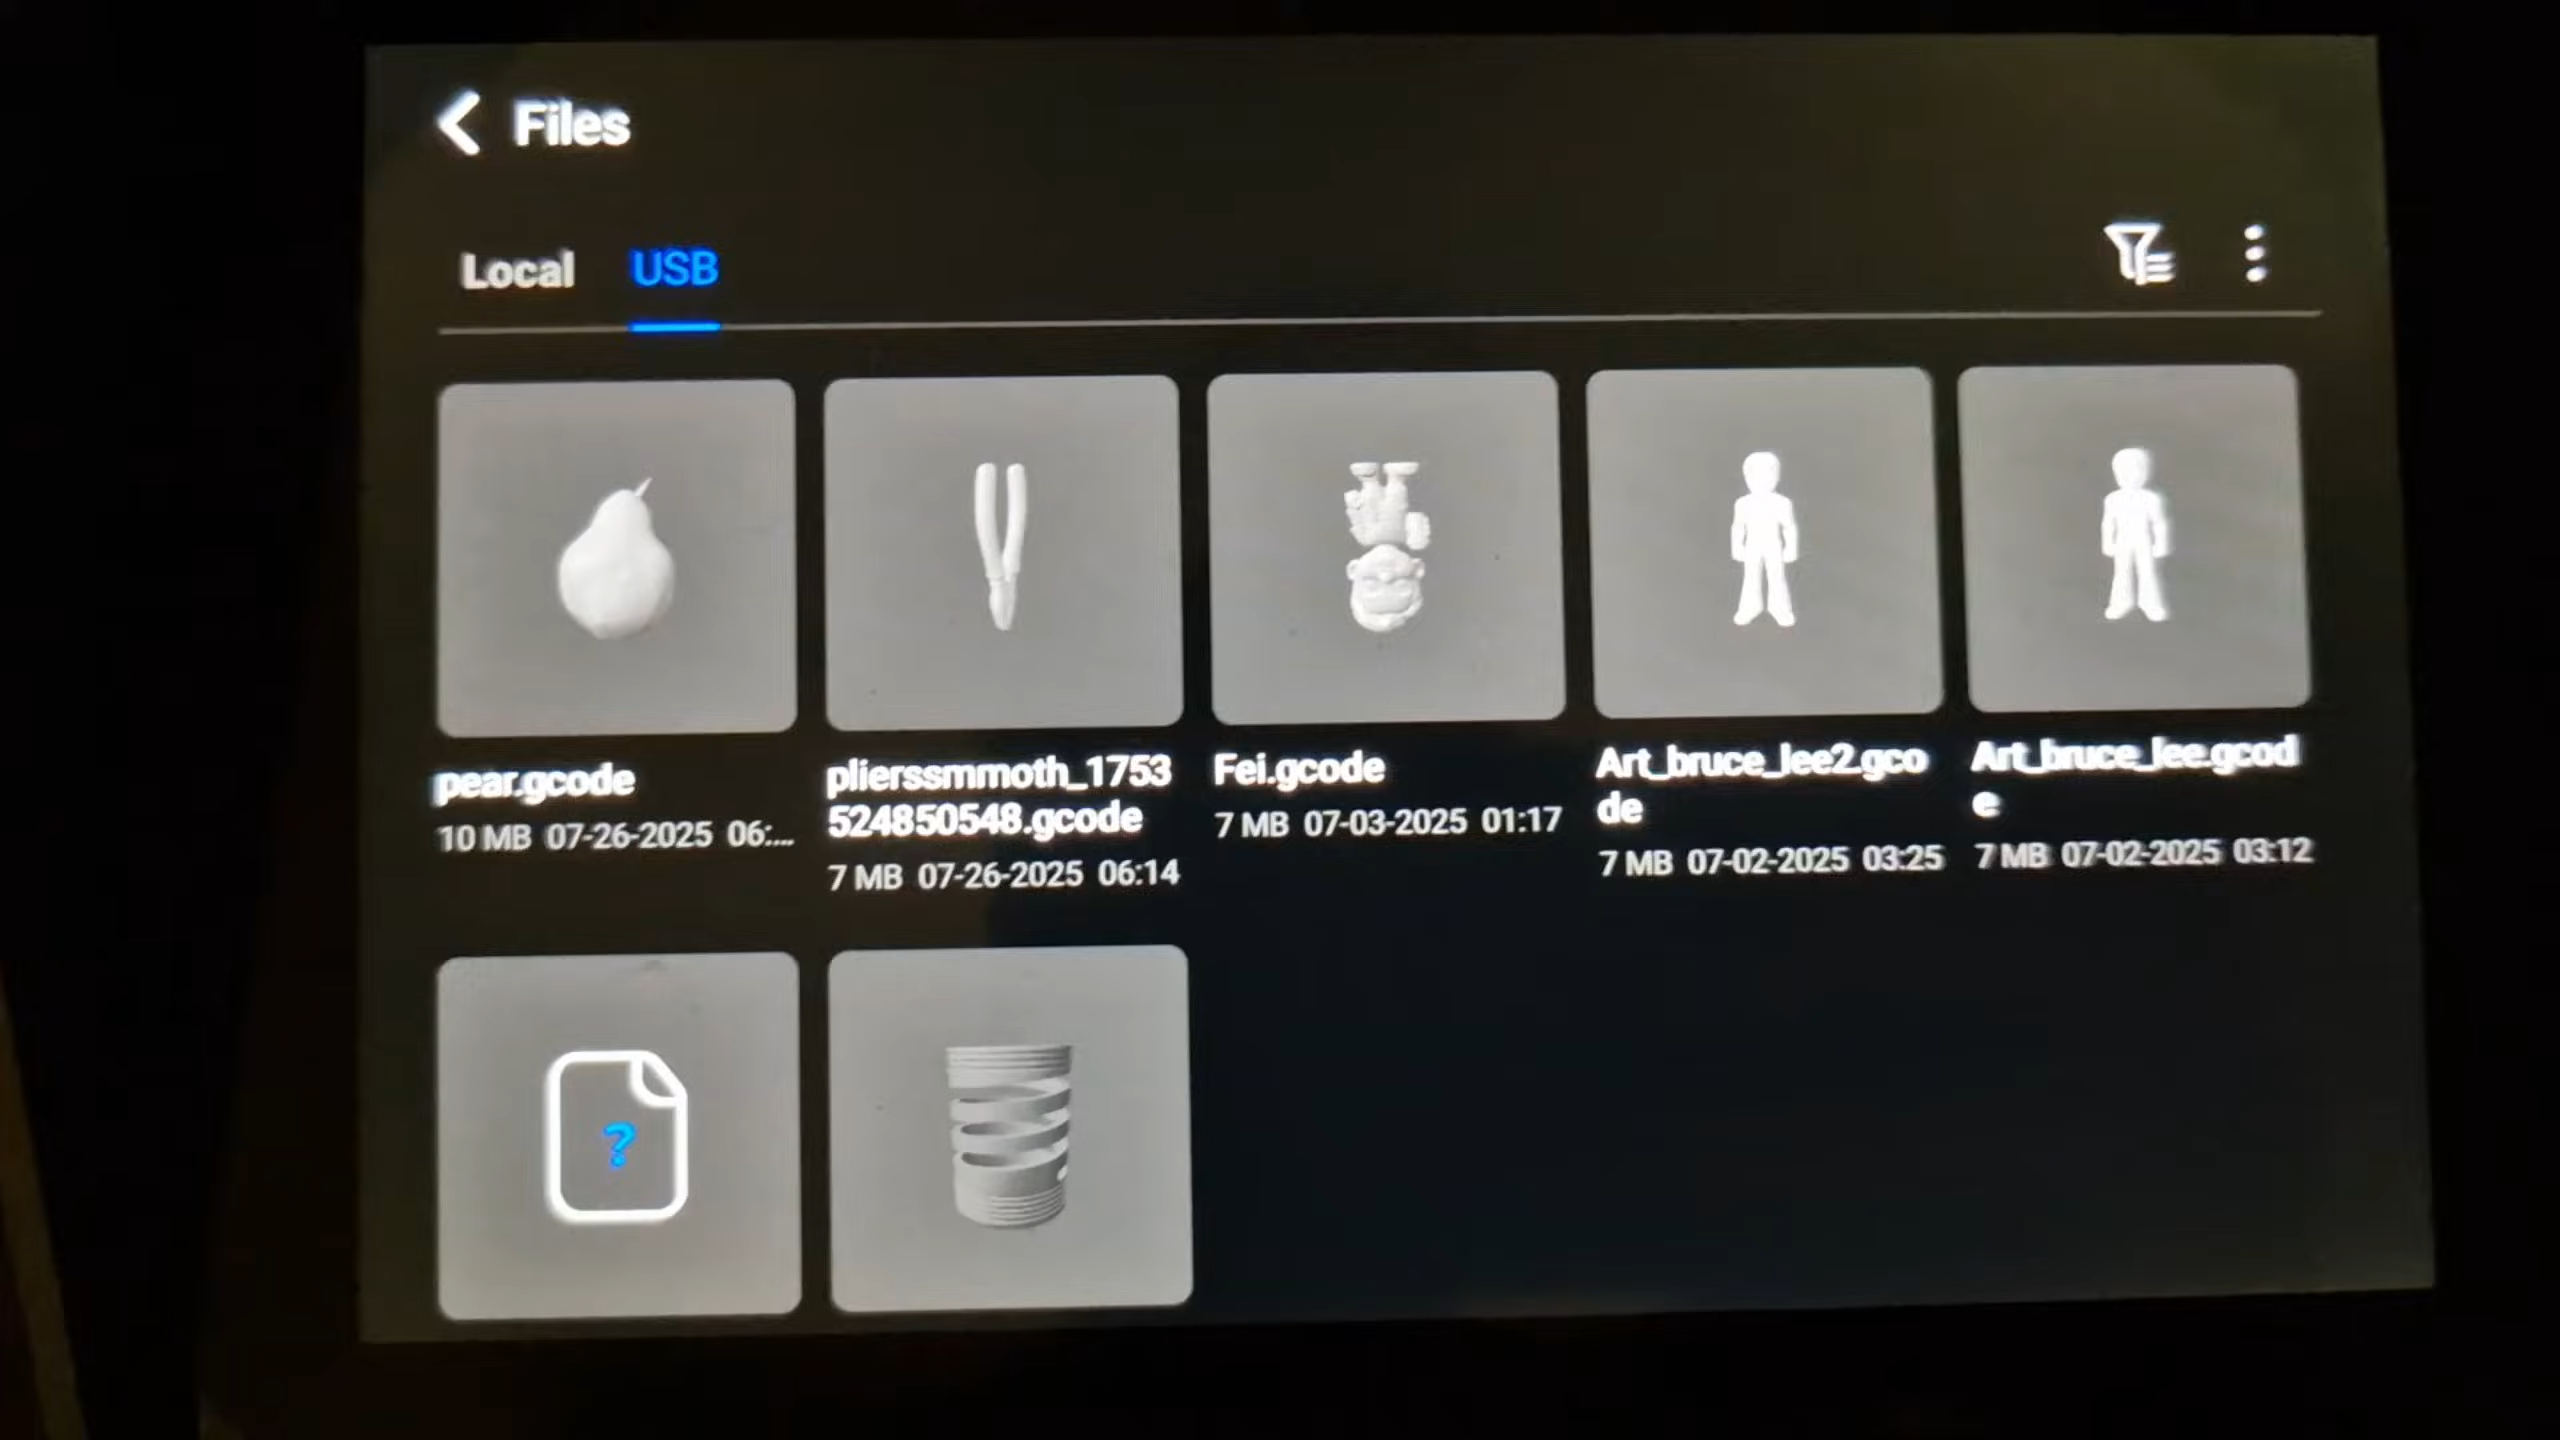 Files
Local USB
pear.gcode
10 MB 07-26-2025 06:...
plierssmmoth_1753
524850548.gcode
7 MB 07-26-2025 06:14
Fei.gcode
7 MB 07-03-2025 01:17
Art_bruce_lee2.gco
de
7 MB 07-02-2025 03:25
Art_bruce_lee.gcod
e
7 MB 07-02-2025 03:12
?